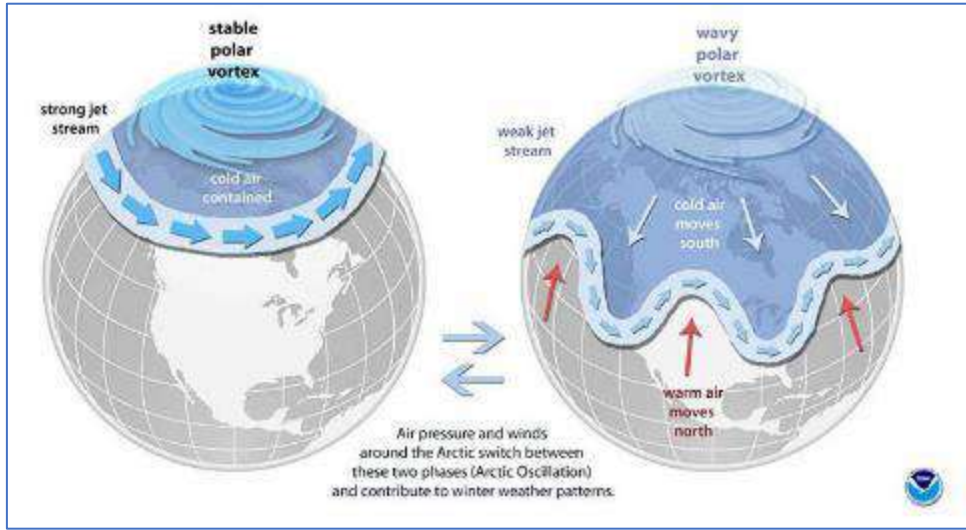 stable
polar
vortex
strong jet
stream
cold air
contained
wavy
polar
vortex
weak jet
stream
cold air
moves
south
warm air
moves
north
Air pressure and winds
around the Arctic switch between
these two phases (Arctic Oscillation)
and contribute to winter weather patterns.